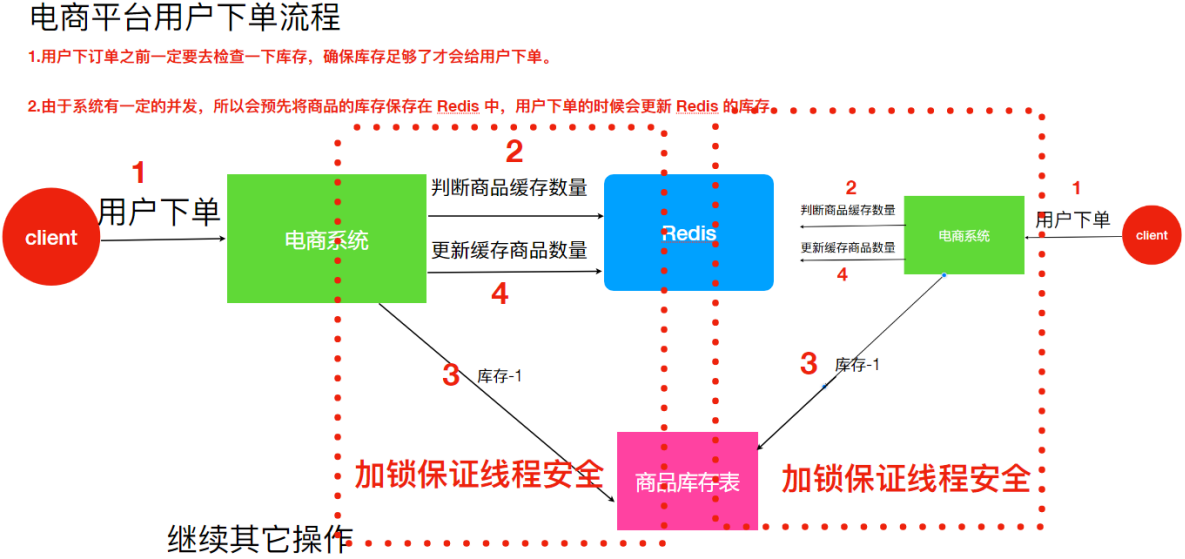 电商平台用户下单流程
1.用户下订单之前一定要去检查一下库存，确保库存足够了才会给用户下单。
2.由于系统有一定的并发，所以会预先将商品的库存保存在 Redis 中，用户下单的时候会更新 Redis 的库存
1
用户下单
client
电商系统
2
判断商品缓存数量
更新缓存商品数量
4
Redis
2
判断商品缓存数量
更新缓存商品数量
4
电商系统
1
用户下单
client
3
库存-1
3
库存-1
加锁保证线程安全
商品库存表
加锁保证线程安全
继续其它操作